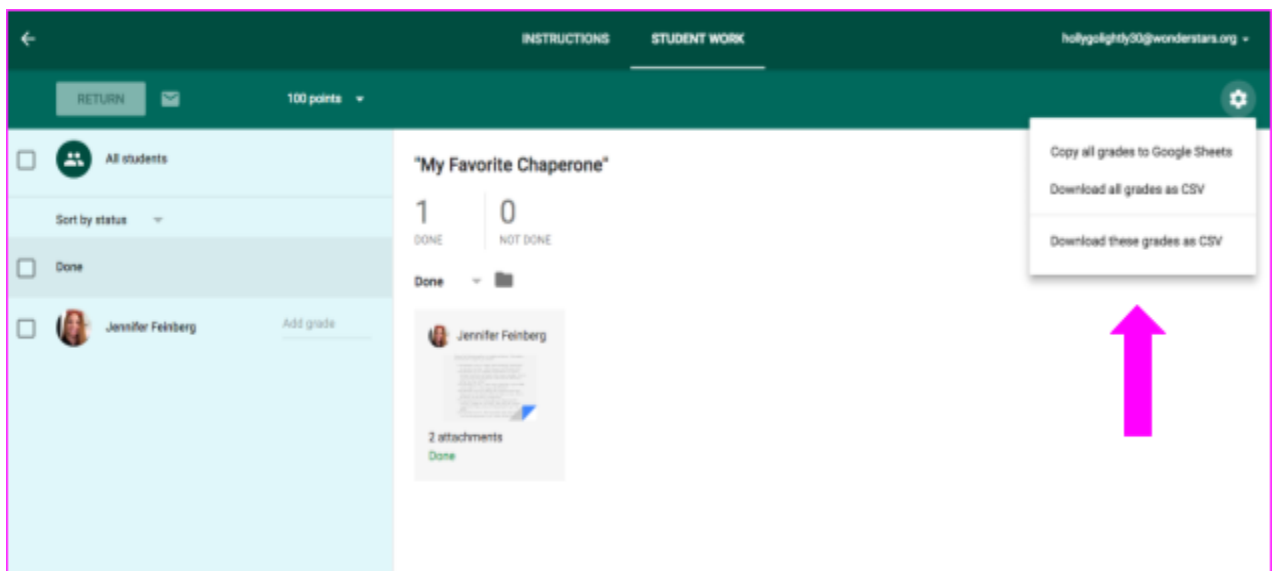 INSTRUCTIONS STUDENT WORK hollygolightly30@wonderstars.org
RETURN 100 points
All students
Sort by status
Done
Jennifer Feinberg Add grade
"My Favorite Chaperone"
1 0
DONE NOT DONE
Done
Jennifer Feinberg
2 attachments
Done
Copy all grades to Google Sheets
Download all grades as CSV
Download these grades as CSV